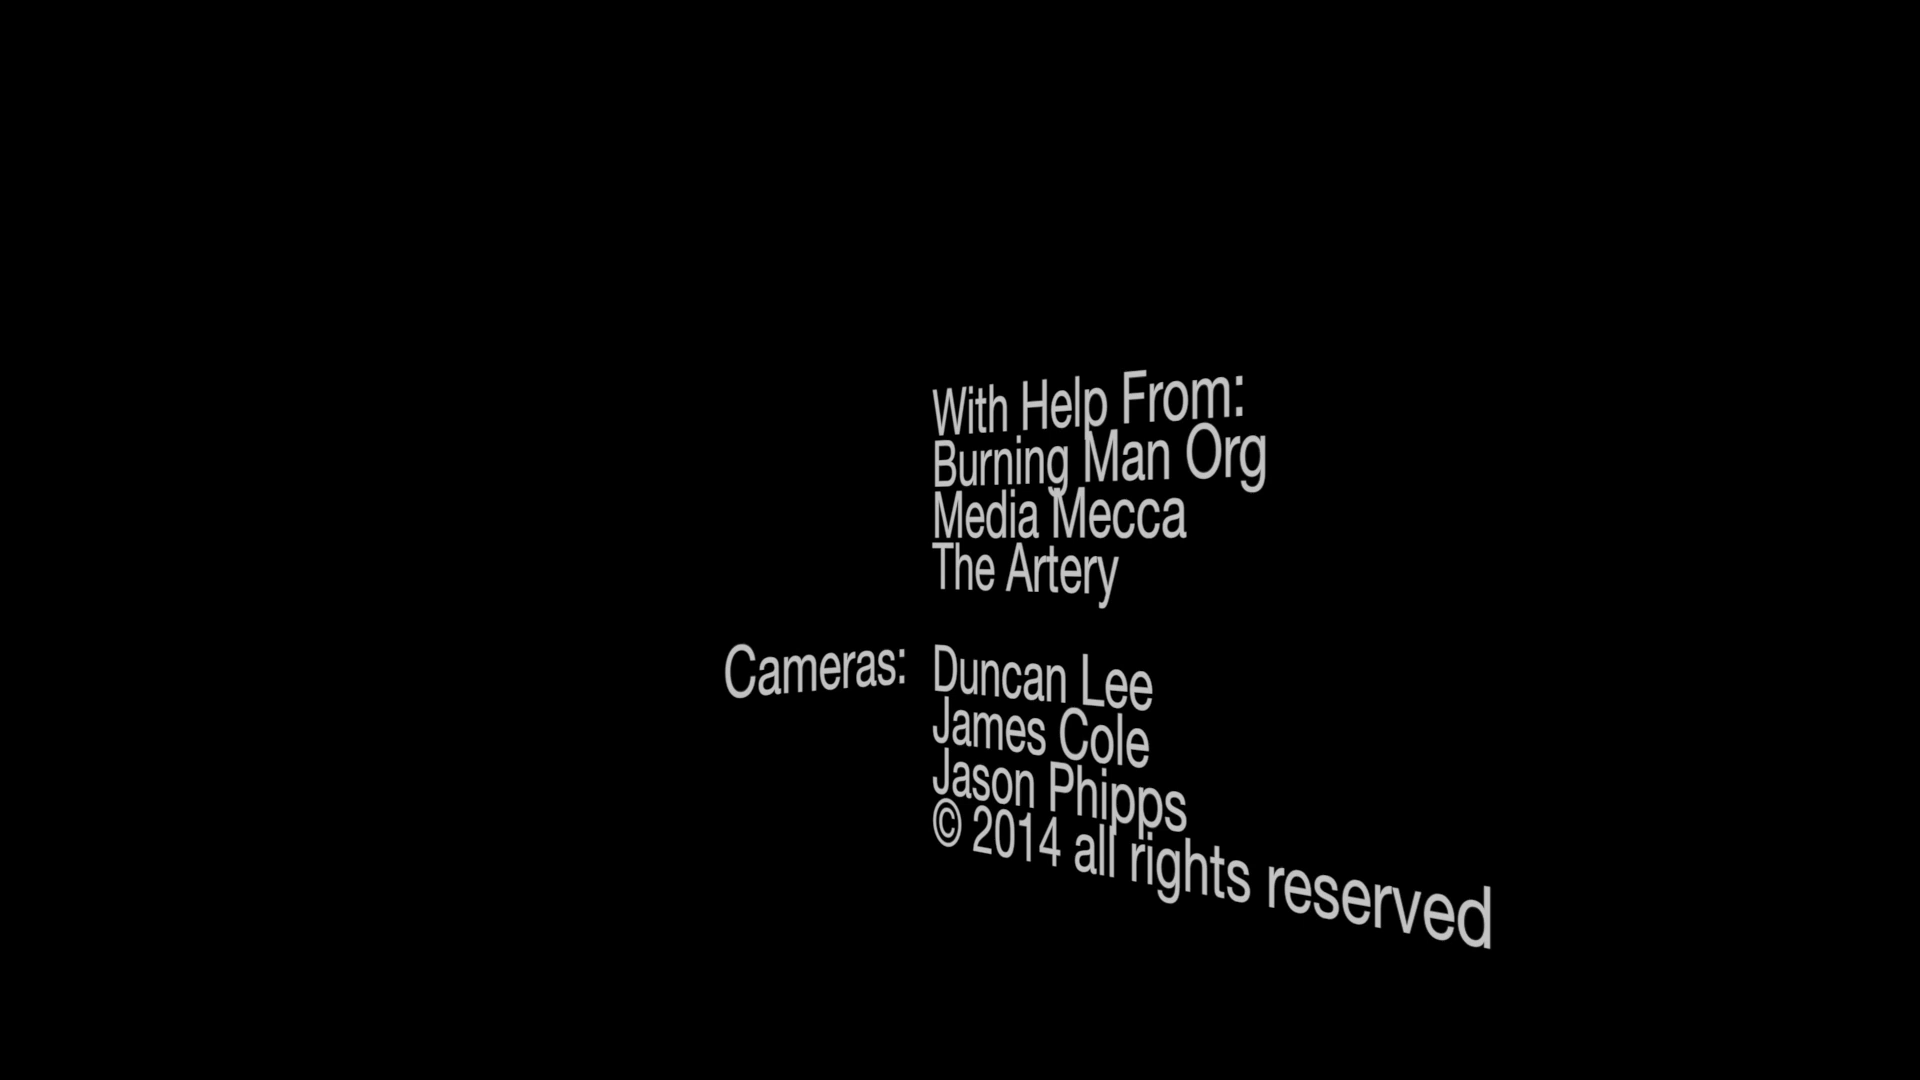 With Help From:
Burning Man Org
Media Mecca
The Artery
Cameras: Duncan Lee
James Cole
Jason Phipps
© 2014 all rights reserved